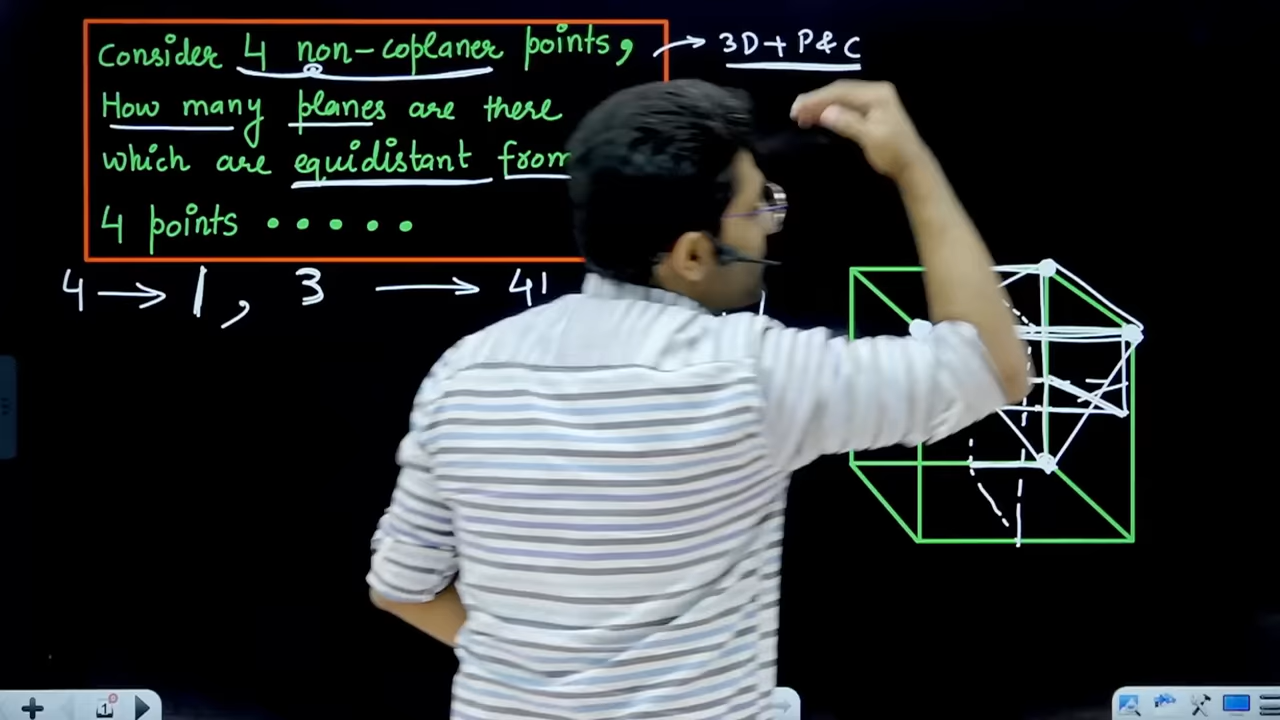 Consider 4 non-coplaner points, → 3D + P & C
How many planes are there
which are equidistant from
4 points • • • • •
4 → 1, 3 → 4
1